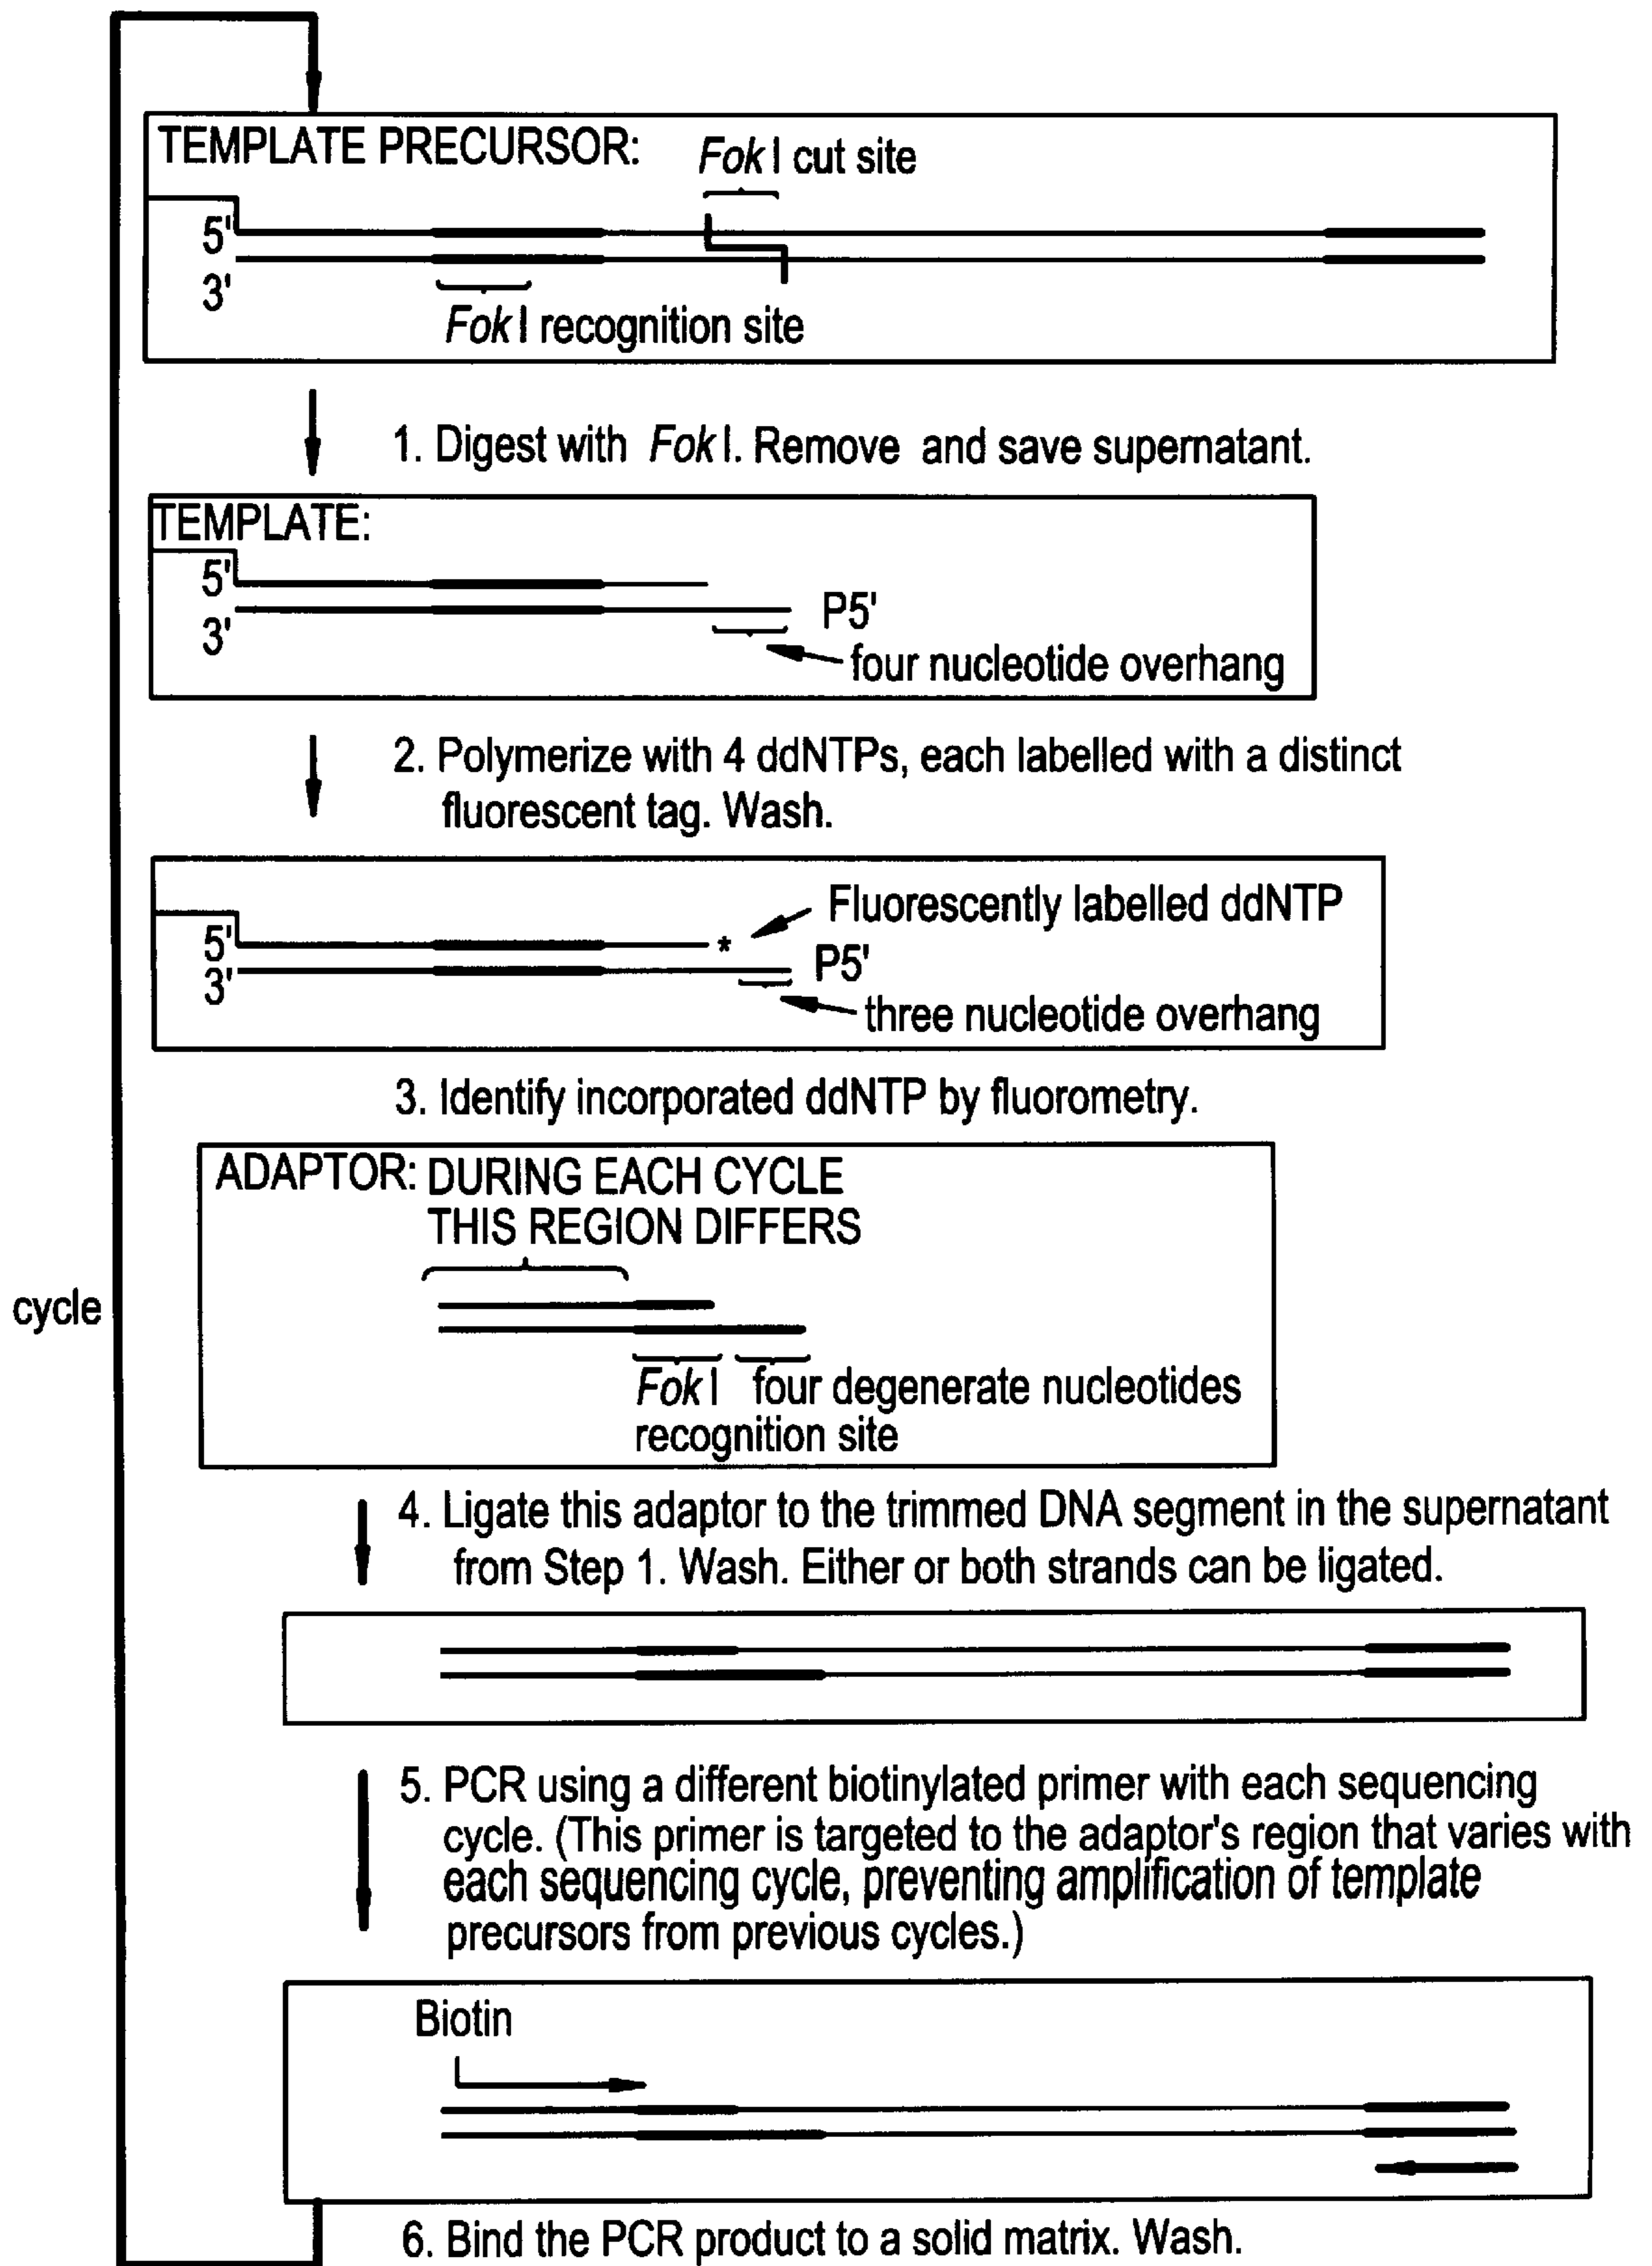 TEMPLATE PRECURSOR:
Fok I cut site
5'
3'
Fok I recognition site
1. Digest with Fok I. Remove and save supernatant.
TEMPLATE:
5'
P5'
3'
four nucleotide overhang
2. Polymerize with 4 ddNTPs, each labelled with a distinct
fluorescent tag. Wash.
Fluorescently labelled ddNTP
5'
*
3'
P5'
three nucleotide overhang
3. Identify incorporated ddNTP by fluorometry.
ADAPTOR: DURING EACH CYCLE
THIS REGION DIFFERS
cycle
Fok I four degenerate nucleotides
recognition site
4. Ligate this adaptor to the trimmed DNA segment in the supernatant
from Step 1. Wash. Either or both strands can be ligated.
5. PCR using a different biotinylated primer with each sequencing
cycle. (This primer is targeted to the adaptor's region that varies with
each sequencing cycle, preventing amplification of template
precursors from previous cycles.)
Biotin
6. Bind the PCR product to a solid matrix. Wash.